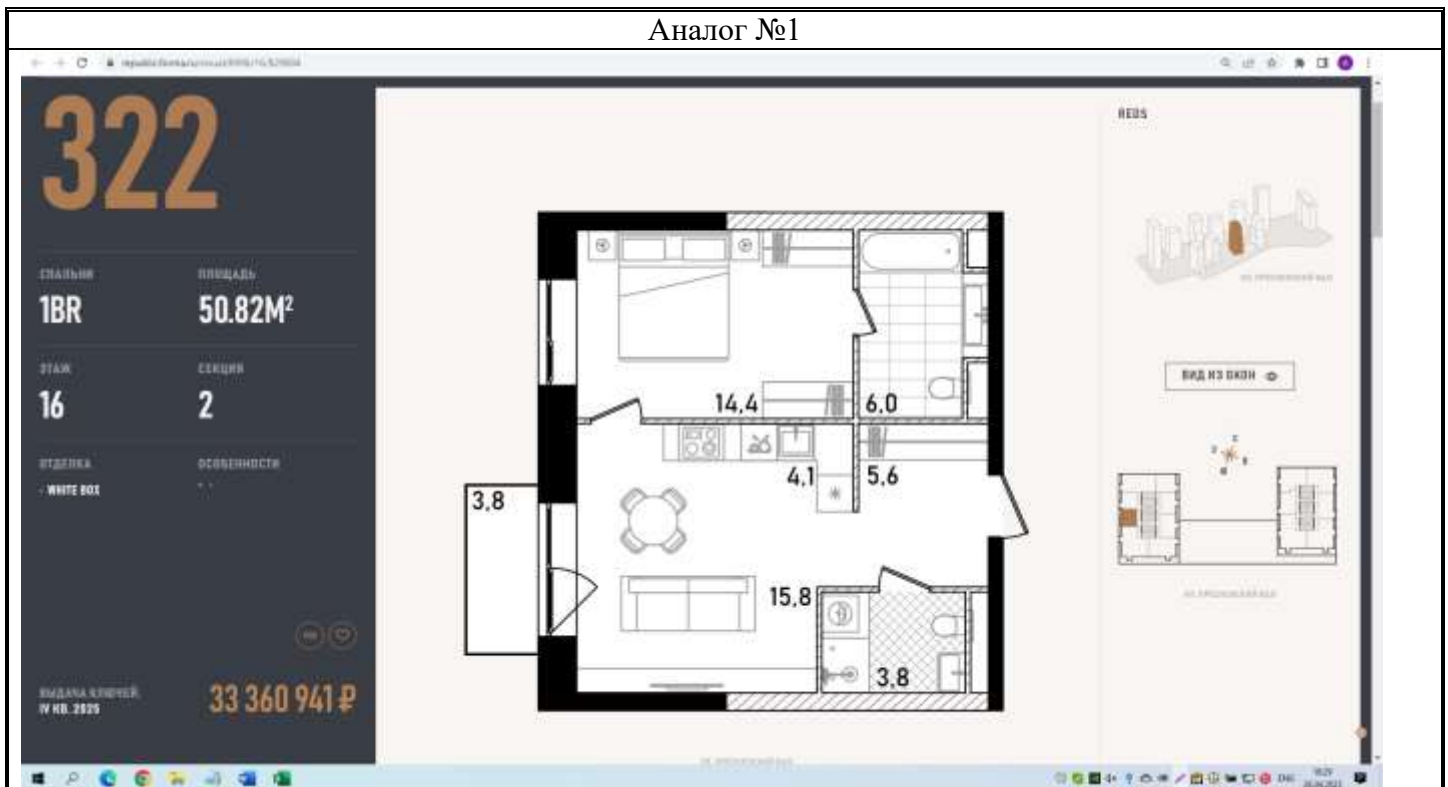 Аналог №1
322
REDS
СПАЛЬНИ ПЛОЩАДЬ
1BR 50.82М²
ЭТАЖ СЕКЦИЯ
16 2
ОТДЕЛКА ОСОБЕННОСТИ
- WHITE BOX
14,4
6,0
4,1
5,6
3,8
15,8
3,8
ВИД ИЗ ОКОН
ВЫДАЧА КЛЮЧЕЙ:
IV КВ. 2025
33 360 941 ₽